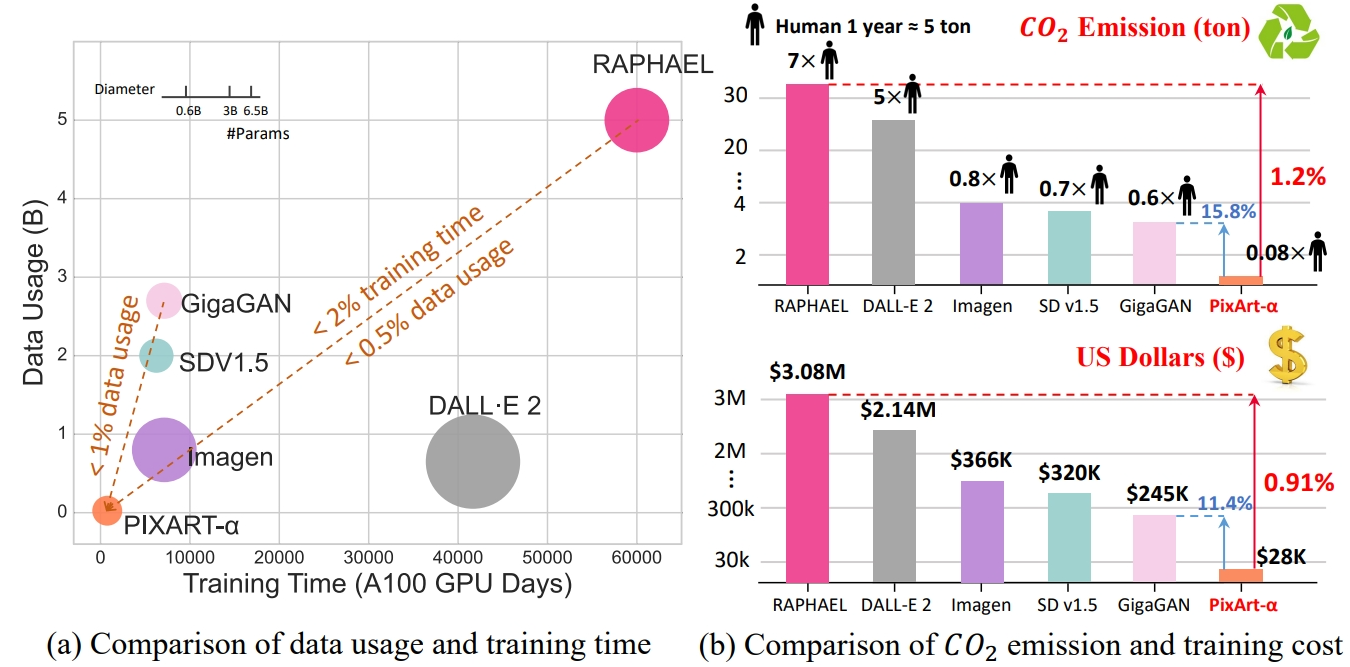 RAPHAEL
Diameter
0.6B 3B 6.5B
#Params
5
4
3
2
1
0
Data Usage (B)
< 2% training time
< 0.5% data usage
< 1% data usage
GigaGAN
SDV1.5
DALL·E 2
Imagen
PIXART-α
0 10000 20000 30000 40000 50000 60000
Training Time (A100 GPU Days)
(a) Comparison of data usage and training time
Human 1 year ≈ 5 ton
CO₂ Emission (ton)
7×
5×
0.8×
0.7×
0.6×
0.08×
15.8%
1.2%
30
20
⋮
4
2
RAPHAEL DALL-E 2 Imagen SD v1.5 GigaGAN PixArt-α
US Dollars ($)
$
$3.08M
$2.14M
$366K
$320K
$245K
$28K
11.4%
0.91%
3M
2M
⋮
300k
30k
RAPHAEL DALL-E 2 Imagen SD v1.5 GigaGAN PixArt-α
(b) Comparison of CO₂ emission and training cost